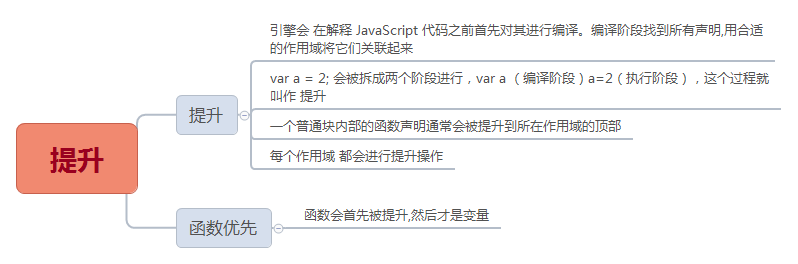 引擎会 在解释 JavaScript 代码之前首先对其进行编译。编译阶段找到所有声明,用合适
的作用域将它们关联起来
var a = 2; 会被拆成两个阶段进行，var a （编译阶段）a=2（执行阶段），这个过程就
叫作 提升
提升
一个普通块内部的函数声明通常会被提升到所在作用域的顶部
每个作用域 都会进行提升操作
提升
函数会首先被提升,然后才是变量
函数优先